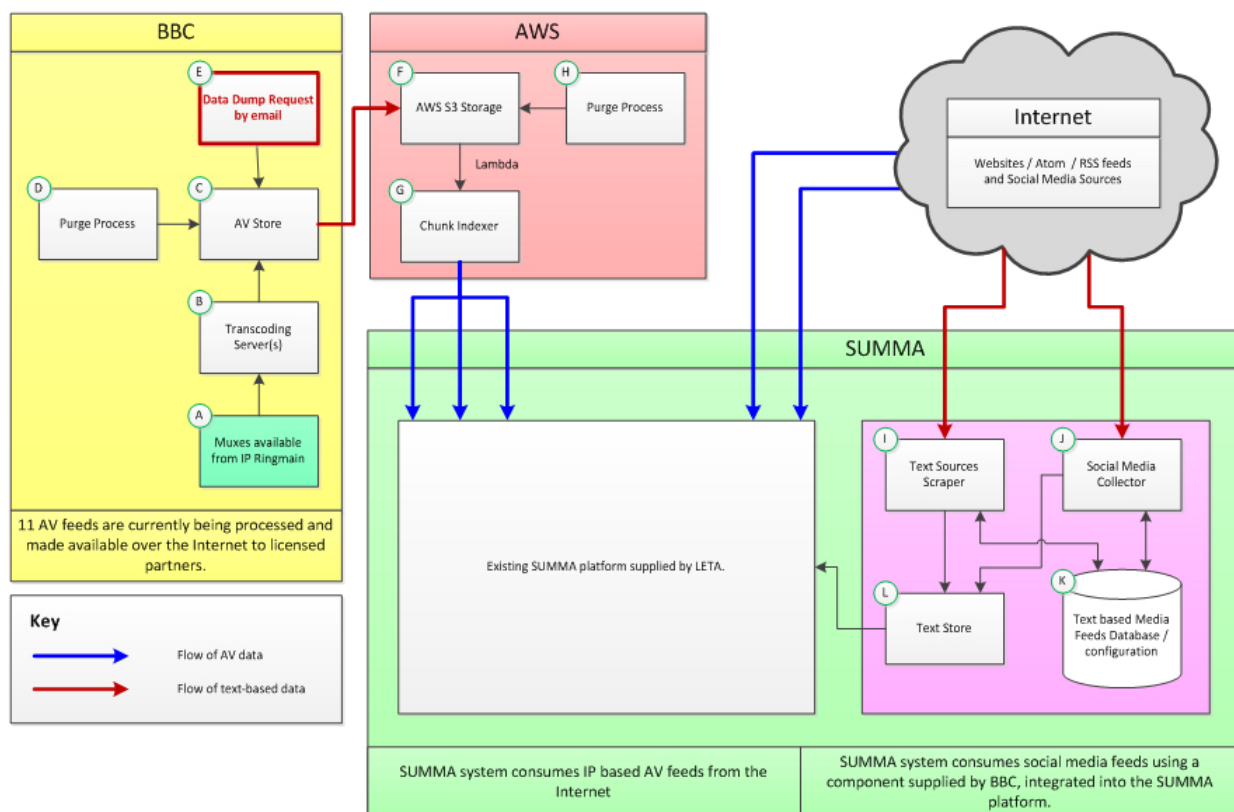 BBC
E
Data Dump Request
by email
D
Purge Process
C
AV Store
B
Transcoding
Server(s)
A
Muxes available
from IP Ringmain
11 AV feeds are currently being processed and
made available over the Internet to licensed
partners.
AWS
F
AWS S3 Storage
H
Purge Process
Lambda
G
Chunk Indexer
Internet
Websites / Atom / RSS feeds
and Social Media Sources
SUMMA
Existing SUMMA platform supplied by LETA.
I
Text Sources
Scraper
J
Social Media
Collector
L
Text Store
K
Text based Media
Feeds Database /
configuration
SUMMA system consumes IP based AV feeds from the
Internet
SUMMA system consumes social media feeds using a
component supplied by BBC, integrated into the SUMMA
platform.
Key
Flow of AV data
Flow of text-based data